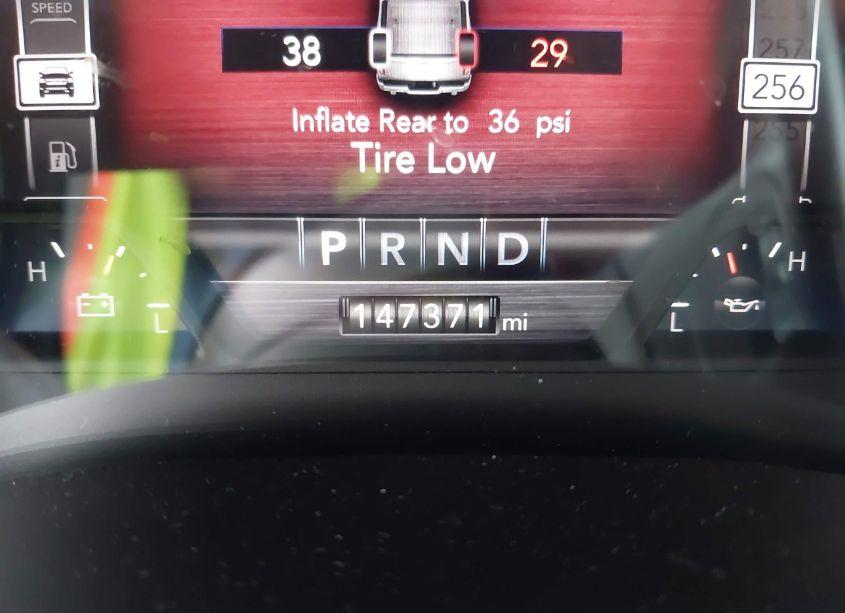 SPEED
38 29
257
256
255
Inflate Rear to 36 psi
Tire Low
P R N D
H H
L L
147371 mi